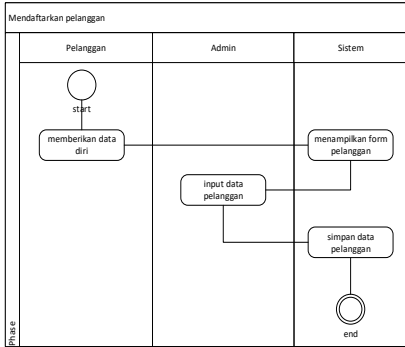 Mendaftarkan pelanggan
Pelanggan
Admin
Sistem
start
memberikan data
diri
menampilkan form
pelanggan
input data
pelanggan
simpan data
pelanggan
end
Phase